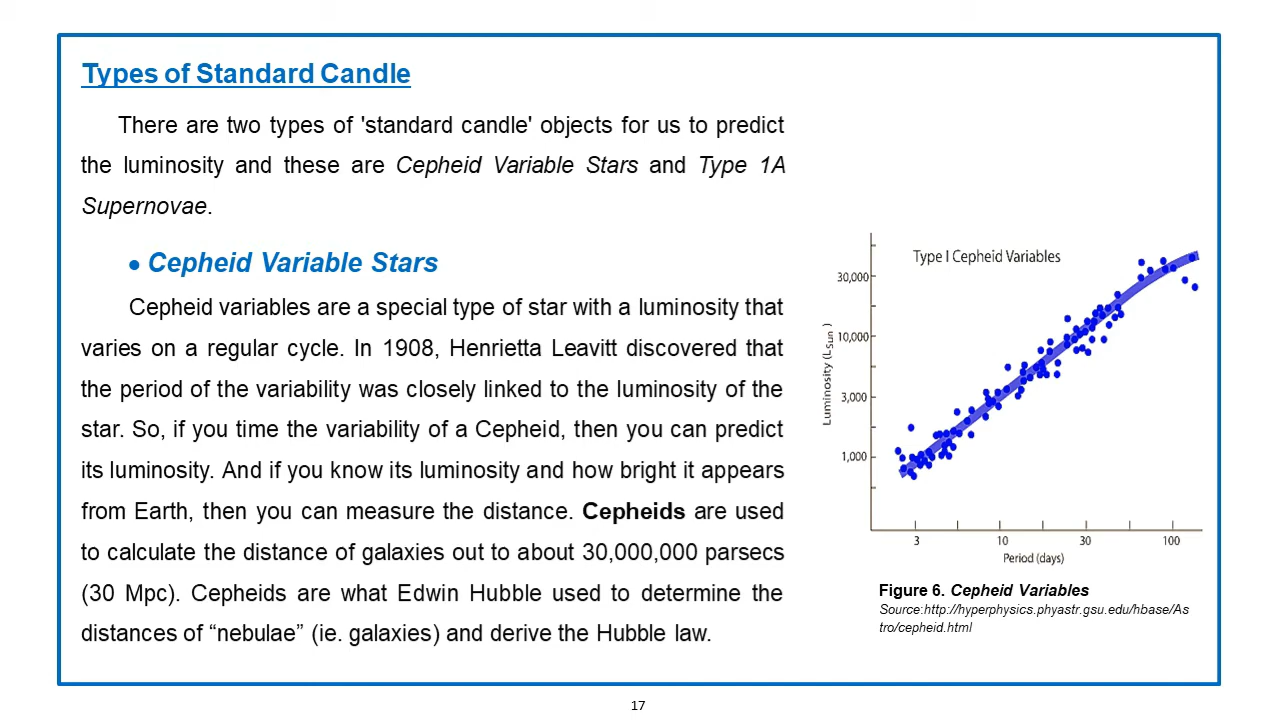 Types of Standard Candle
There are two types of 'standard candle' objects for us to predict
the luminosity and these are Cepheid Variable Stars and Type 1A
Supernovae.
● Cepheid Variable Stars
Cepheid variables are a special type of star with a luminosity that
varies on a regular cycle. In 1908, Henrietta Leavitt discovered that
the period of the variability was closely linked to the luminosity of the
star. So, if you time the variability of a Cepheid, then you can predict
its luminosity. And if you know its luminosity and how bright it appears
from Earth, then you can measure the distance. Cepheids are used
to calculate the distance of galaxies out to about 30,000,000 parsecs
(30 Mpc). Cepheids are what Edwin Hubble used to determine the
distances of “nebulae” (ie. galaxies) and derive the Hubble law.
Type I Cepheid Variables
Luminosity (LSun )
30,000
10,000
3,000
1,000
3 10 30 100
Period (days)
Figure 6. Cepheid Variables
Source:http://hyperphysics.phyastr.gsu.edu/hbase/As
tro/cepheid.html
17